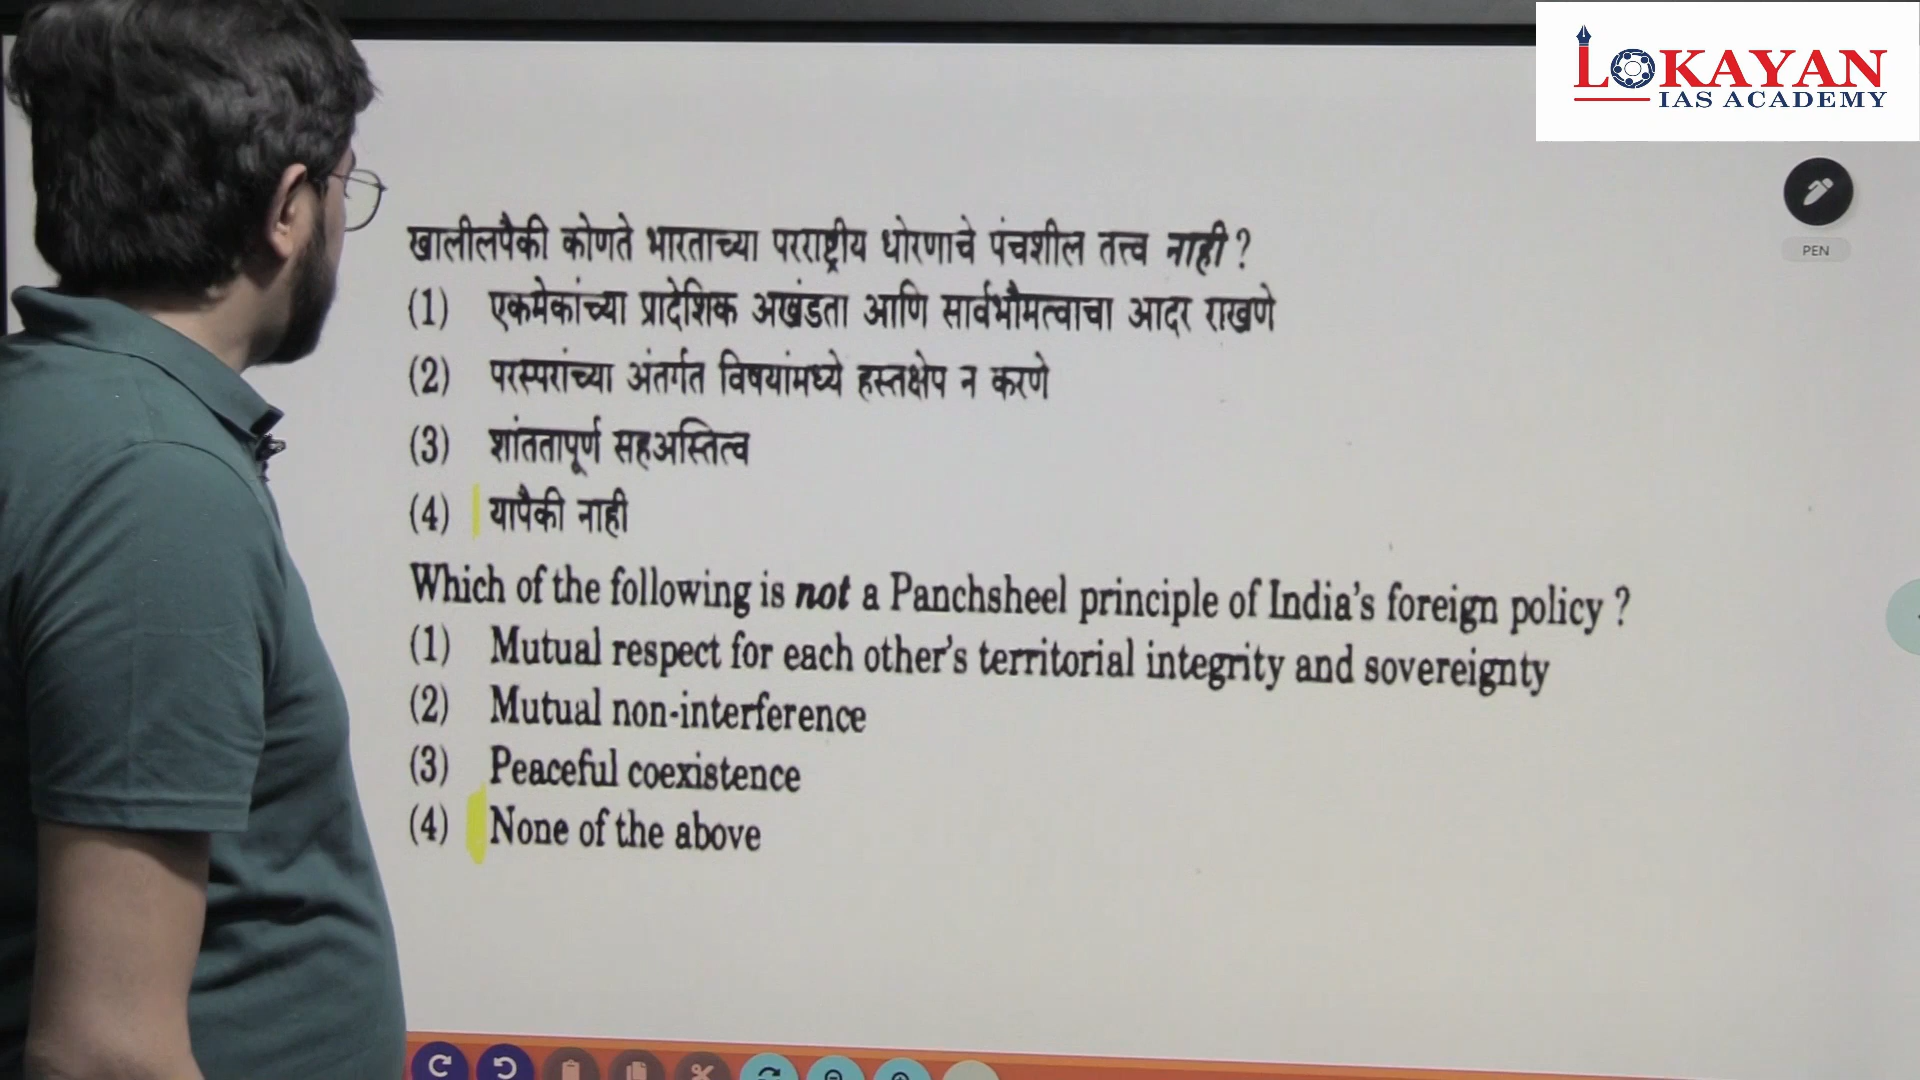 LOKAYAN
IAS ACADEMY
PEN
खालीलपैकी कोणते भारताच्या परराष्ट्रीय धोरणाचे पंचशील तत्त्व नाही ?
(1) एकमेकांच्या प्रादेशिक अखंडता आणि सार्वभौमत्वाचा आदर राखणे
(2) परस्परांच्या अंतर्गत विषयांमध्ये हस्तक्षेप न करणे
(3) शांततापूर्ण सहअस्तित्व
(4) यापैकी नाही
Which of the following is not a Panchsheel principle of India's foreign policy ?
(1) Mutual respect for each other's territorial integrity and sovereignty
(2) Mutual non-interference
(3) Peaceful coexistence
(4) None of the above